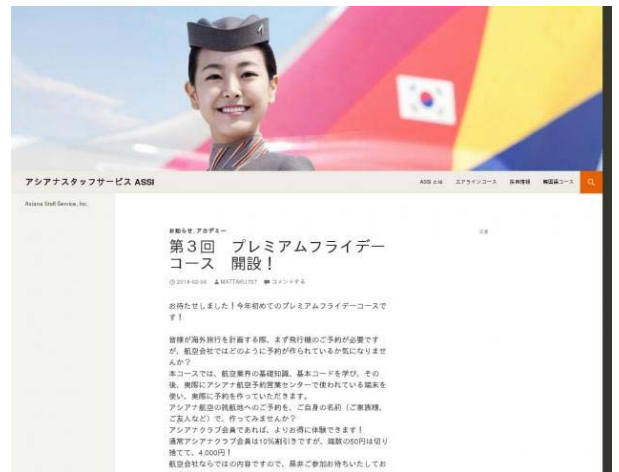 アシアナスタッフサービス ASSI
ASSI とは エアラインコース 採用情報 韓国語コース
Asiana Staff Service, Inc.
お知らせ, アカデミー
第３回　プレミアムフライデー
コース　開設！
MATTAKU757 コメントする
お待たせしました！今年初めてのプレミアムフライデーコースで
す！
皆様が海外旅行を計画する際、まず飛行機のご予約が必要です
が、航空会社ではどのように予約が作られているか気になりませ
んか？
本コースでは、航空業界の基礎知識、基本コードを学び、その
後、実際にアシアナ航空予約営業センターで使われている端末を
使い、実際に予約を作っていただきます。
アシアナ航空の就航地へのご予約を、ご自身の名前（ご家族様、
ご友人など）で、作ってみませんか？
アシアナクラブ会員であれば、よりお得に体験できます！
通常アシアナクラブ会員は10%割引きですが、端数の50円は切り
捨てて、4,000円！
航空会社ならではの内容ですので、是非ご参加お待ちいたしてお